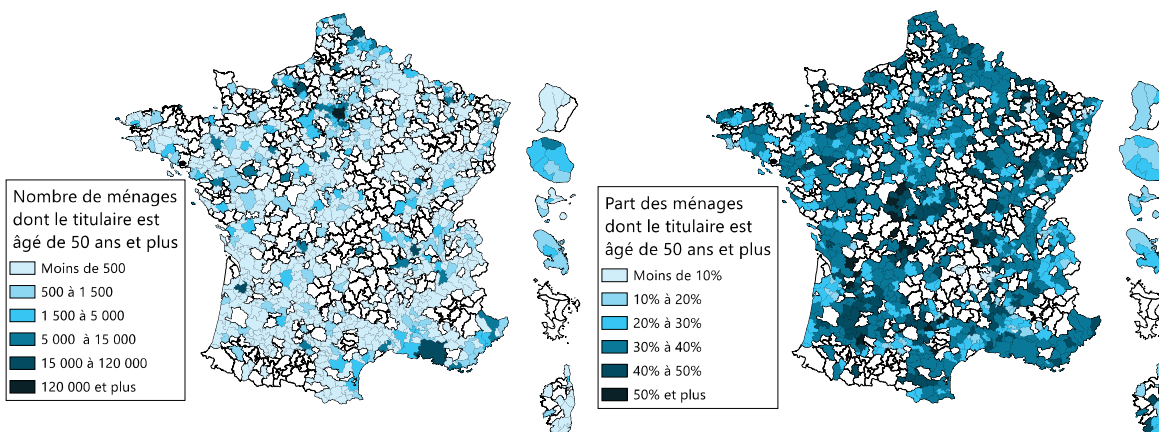 Nombre de ménages
dont le titulaire est
âgé de 50 ans et plus
Moins de 500
500 à 1 500
1 500 à 5 000
5 000 à 15 000
15 000 à 120 000
120 000 et plus
Part des ménages
dont le titulaire est
âgé de 50 ans et plus
Moins de 10%
10% à 20%
20% à 30%
30% à 40%
40% à 50%
50% et plus